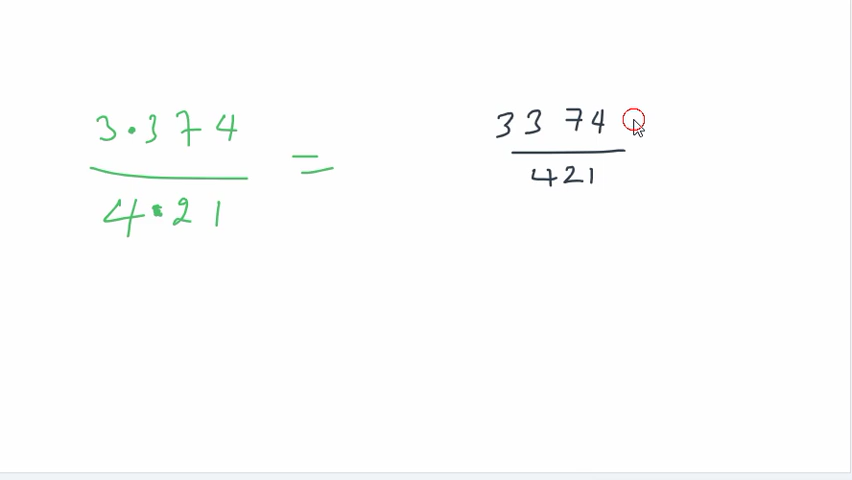 3.374 / 4.21 =
3374 / 421